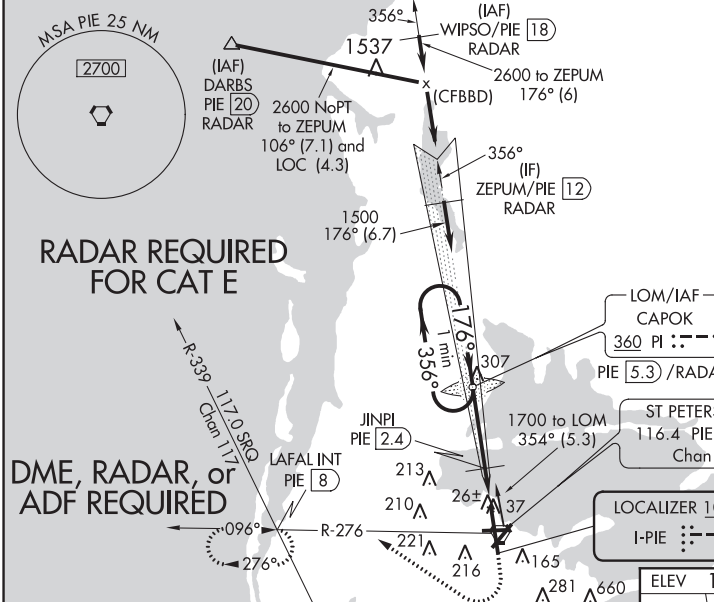 MSA PIE 25 NM
2700
(IAF)
DARBS
PIE 20
RADAR
1537
2600 NoPT
to ZEPUM
106° (7.1) and
LOC (4.3)
356°
(IAF)
WIPSO/PIE 18
RADAR
2600 to ZEPUM
176° (6)
(CFBBD)
356°
(IF)
ZEPUM/PIE 12
RADAR
1500
176° (6.7)
RADAR REQUIRED
FOR CAT E
176°
1 min
356°
307
LOM/IAF
CAPOK
360 PI
PIE 5.3 /RADA
R-339
117.0 SRQ
Chan 117
JINPI
PIE 2.4
1700 to LOM
354° (5.3)
ST PETER
116.4 PIE
Chan
DME, RADAR, or
ADF REQUIRED
LAFAL INT
PIE 8
213
210
26±
37
221
216
165
281
660
096°
R-276
276°
LOCALIZER 1
I-PIE
ELEV 1